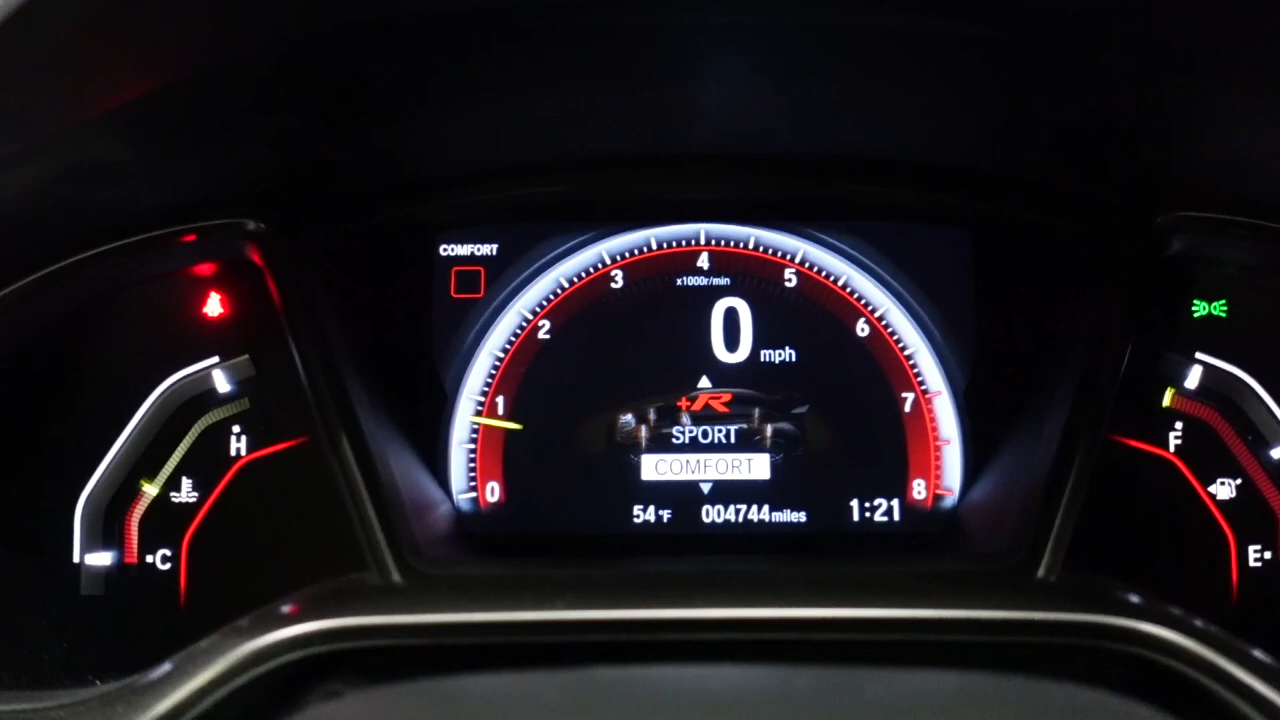 COMFORT
4
3
5
x1000r/min
2
6
0 mph
1
7
+R
SPORT
COMFORT
0
8
54°F 004744miles 1:21
H
C
F
E